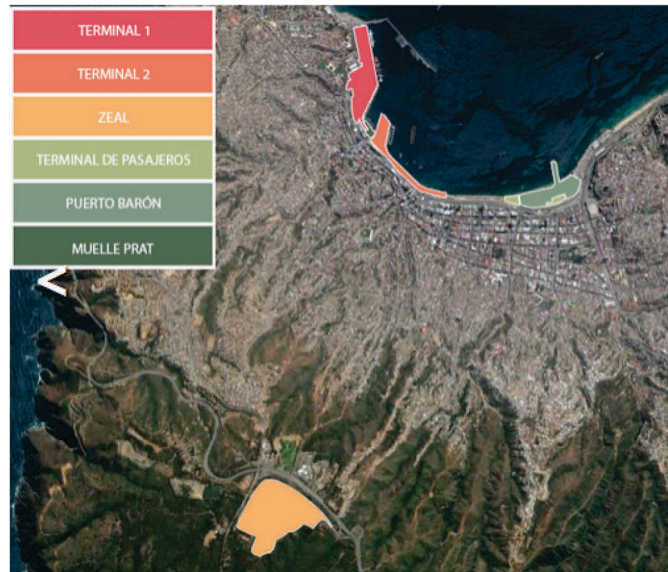 TERMINAL 1
TERMINAL 2
ZEAL
TERMINAL DE PASAJEROS
PUERTO BARÓN
MUELLE PRAT